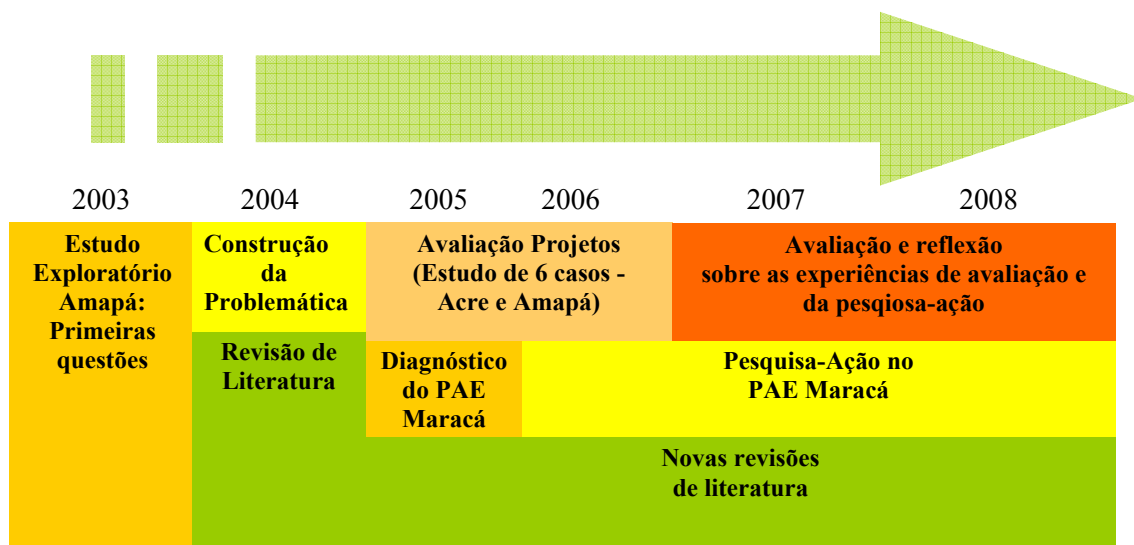 2003
2004
2005
2006
2007
2008
Estudo
Exploratório
Amapá:
Primeiras
questões
Construção
da
Problemática
Revisão de
Literatura
Avaliação Projetos
(Estudo de 6 casos -
Acre e Amapá)
Diagnóstico
do PAE
Maracá
Avaliação e reflexão
sobre as experiências de avaliação e
da pesqiosa-ação
Pesquisa-Ação no
PAE Maracá
Novas revisões
de literatura